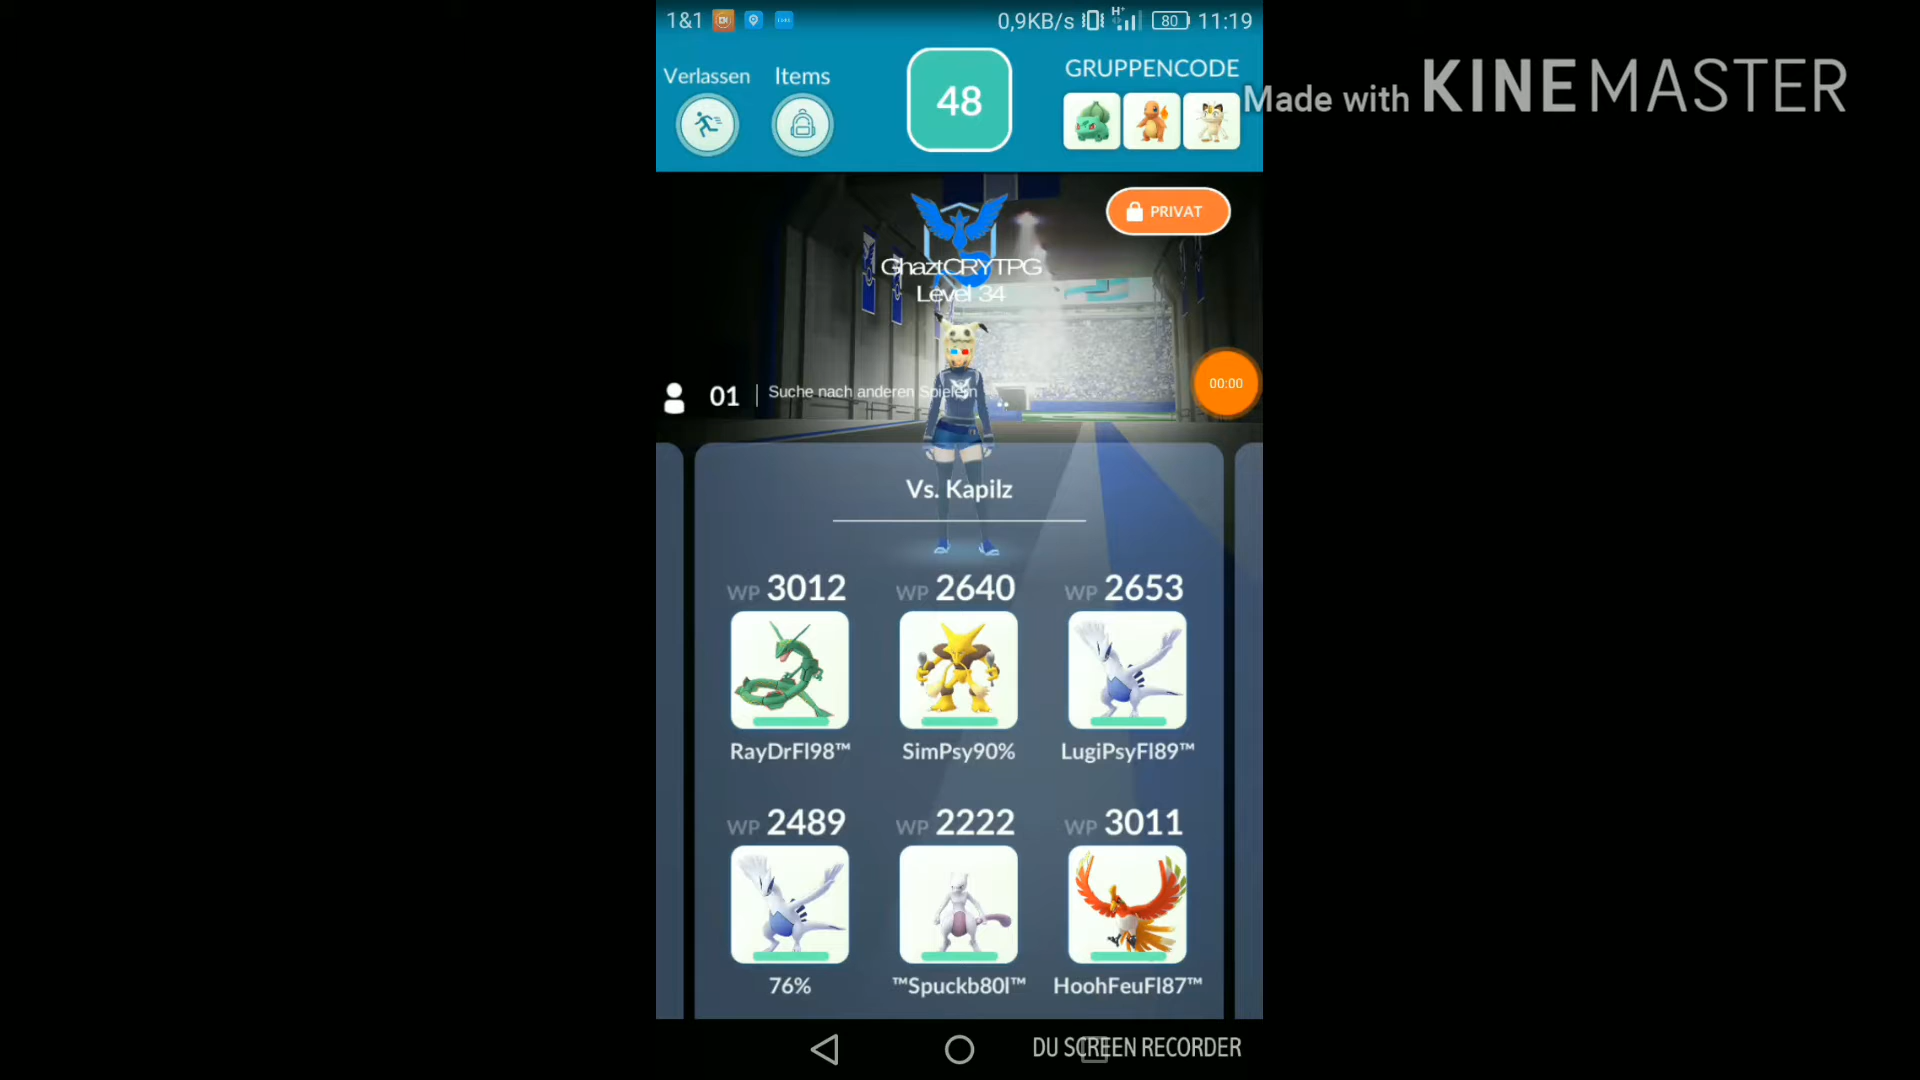 1&1 0,9KB/s H+ 80 11:19
Made with KINEMASTER
Verlassen Items
48
GRUPPENCODE
PRIVAT
GhaztCRYTPG
Level 34
01 Suche nach anderen Spielern
00:00
Vs. Kapilz
WP 3012 WP 2640 WP 2653
RayDrFl98™ SimPsy90% LugiPsyFl89™
WP 2489 WP 2222 WP 3011
76% ™Spuckb80l™ HoohFeuFl87™
DU SCREEN RECORDER